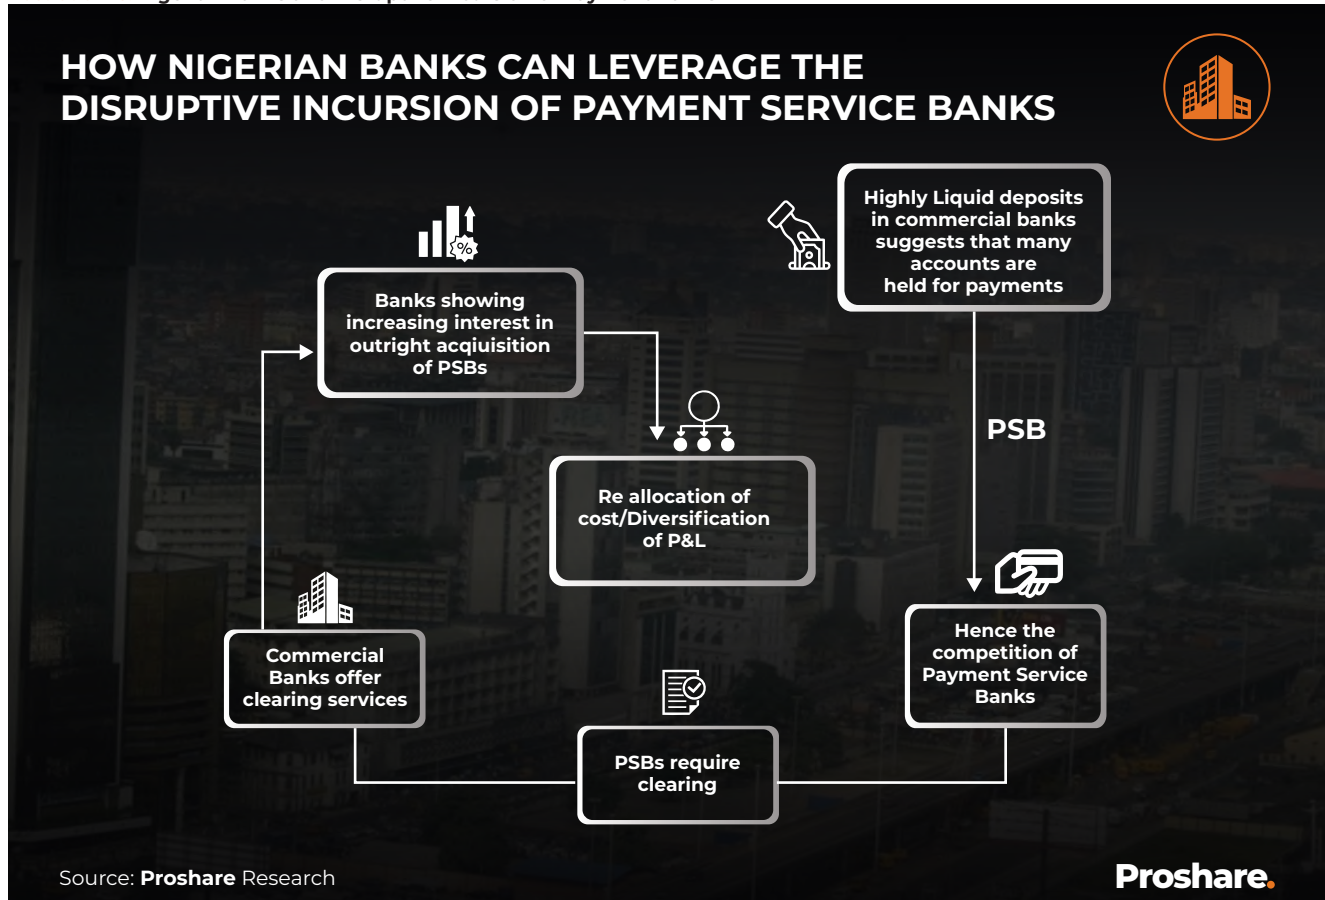 HOW NIGERIAN BANKS CAN LEVERAGE THE
DISRUPTIVE INCURSION OF PAYMENT SERVICE BANKS
Highly Liquid deposits
in commercial banks
suggests that many
accounts are
held for payments
%
Banks showing
increasing interest in
outright acqiuisition
of PSBs
PSB
Re allocation of
cost/Diversification
of P&L
Hence the
competition of
Payment Service
Banks
Commercial
Banks offer
clearing services
PSBs require
clearing
Source: Proshare Research
Proshare.